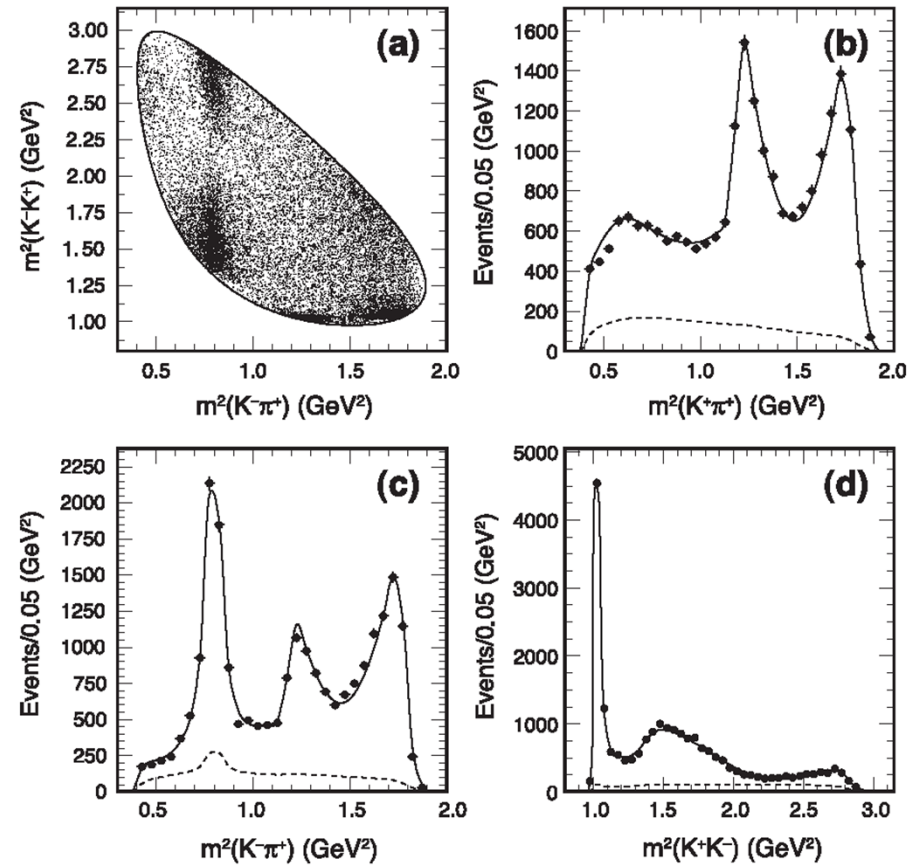 (a)
m²(K⁻K⁺) (GeV²)
3.00
2.75
2.50
2.25
2.00
1.75
1.50
1.25
1.00
0.5 1.0 1.5 2.0
m²(K⁻π⁺) (GeV²)
(b)
Events/0.05 (GeV²)
1600
1400
1200
1000
800
600
400
200
0
0.5 1.0 1.5 2.0
m²(K⁺π⁺) (GeV²)
(c)
Events/0.05 (GeV²)
2250
2000
1750
1500
1250
1000
750
500
250
0
0.5 1.0 1.5 2.0
m²(K⁻π⁺) (GeV²)
(d)
Events/0.05 (GeV²)
5000
4000
3000
2000
1000
0
1.0 1.5 2.0 2.5 3.0
m²(K⁺K⁻) (GeV²)